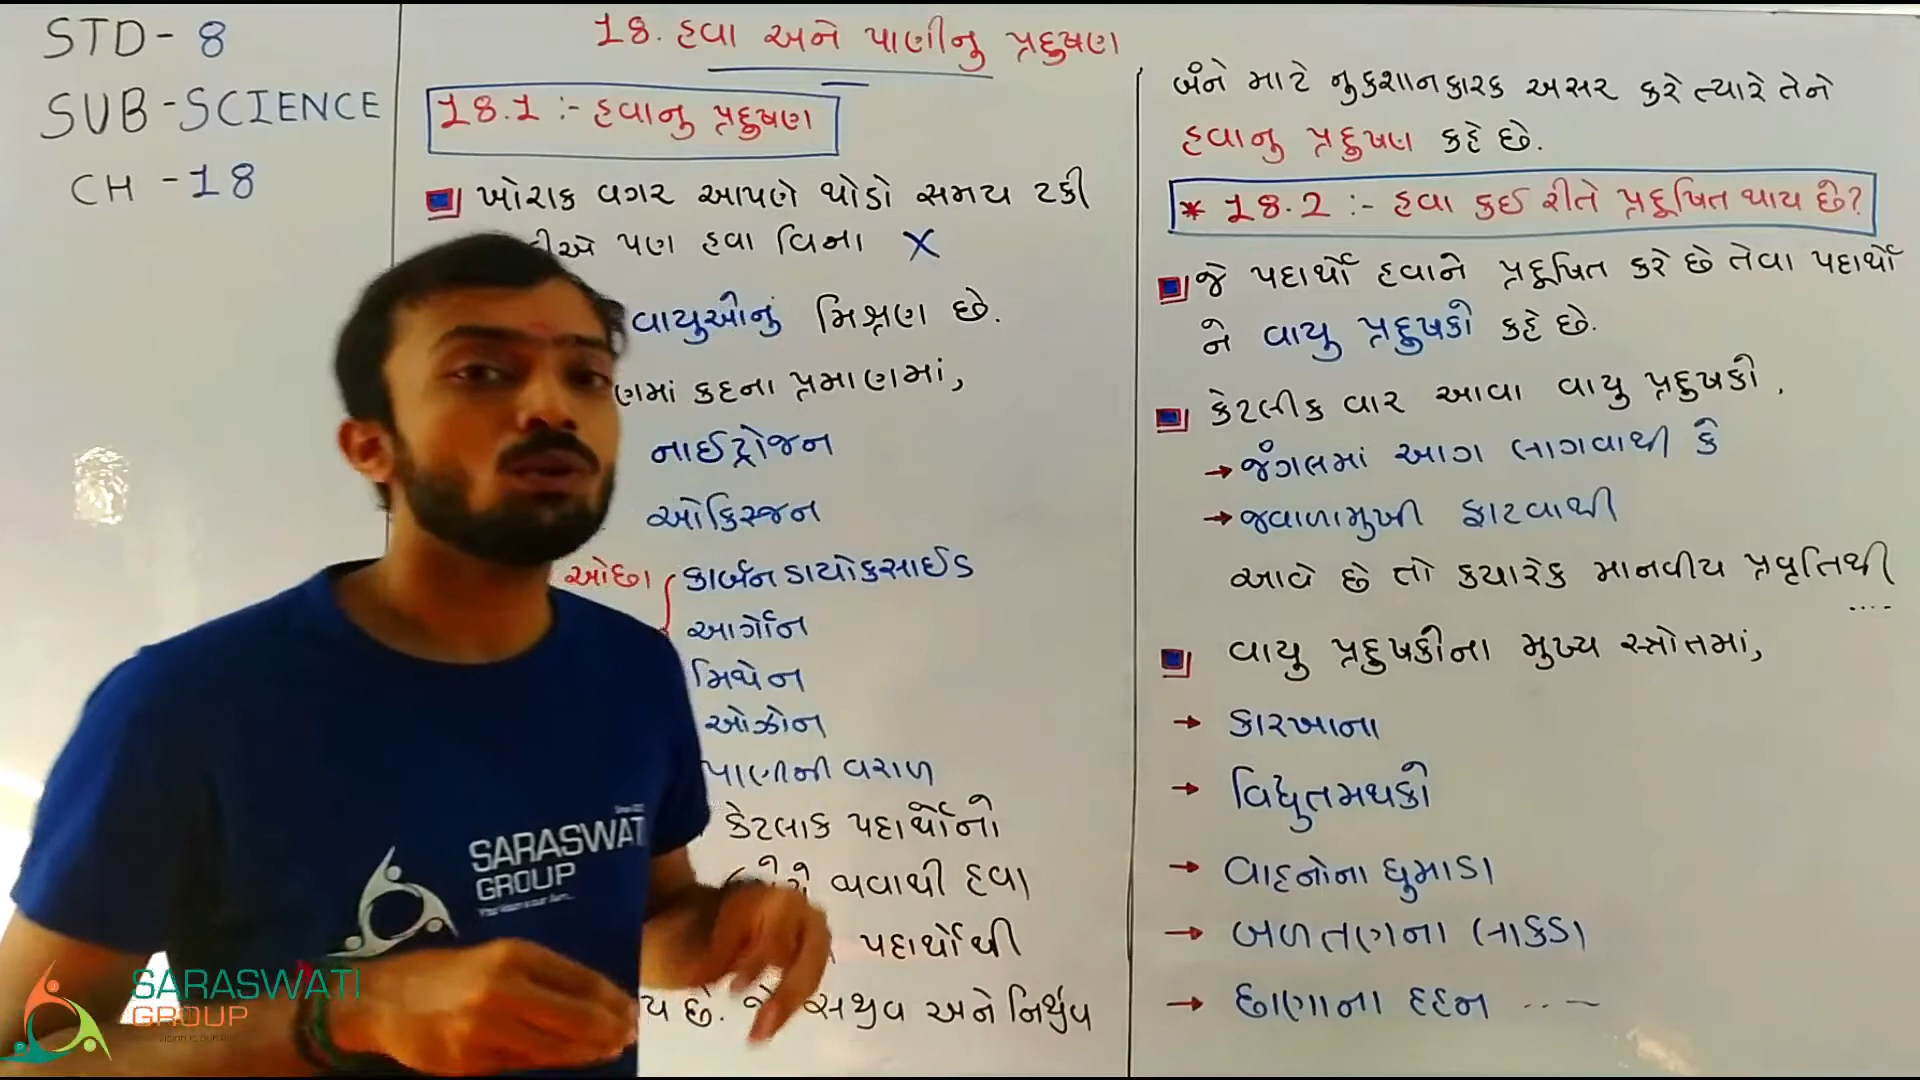 STD - 8
SUB - SCIENCE
CH - 18
18. હવા અને પાણીનુ પ્રદુષણ
18.1 :- હવાનુ પ્રદુષણ
ખોરાક વગર આપણે થોડો સમય ટકી
પણ હવા વિના X
વાયુઓનું મિશ્રણ છે.
કદના પ્રમાણમાં,
નાઈટ્રોજન
ઓકિસ્જન
ઓછા કાર્બન ડાયોકસાઈડ
આર્ગોન
મિથેન
ઓઝોન
પાણીની વરાળ
કેટલાક પદાર્થોનો
થવાથી હવા
પદાર્થોથી
છે. જે સજીવ અને નિર્જીવ
બંને માટે નુકશાનકારક અસર કરે ત્યારે તેને
હવાનુ પ્રદુષણ કહે છે.
* 18.2 :- હવા કઈ રીતે પ્રદૂષિત થાય છે?
જે પદાર્થો હવાને પ્રદૂષિત કરે છે તેવા પદાર્થો
ને વાયુ પ્રદુષકો કહે છે.
કેટલીક વાર આવા વાયુ પ્રદુષકો,
→ જંગલમાં આગ લાગવાથી કે
→ જવાળામુખી ફાટવાથી
આવે છે તો કયારેક માનવીય પ્રવૃતિથી
....
વાયુ પ્રદુષકોના મુખ્ય સ્ત્રોતમાં,
→ કારખાના
→ વિદ્યુતમથકો
→ વાહનોના ધુમાડા
→ બળતણના લાકડા
→ છાણાના દહન ..--
SARASWATI
GROUP
SARASWATI
GROUP